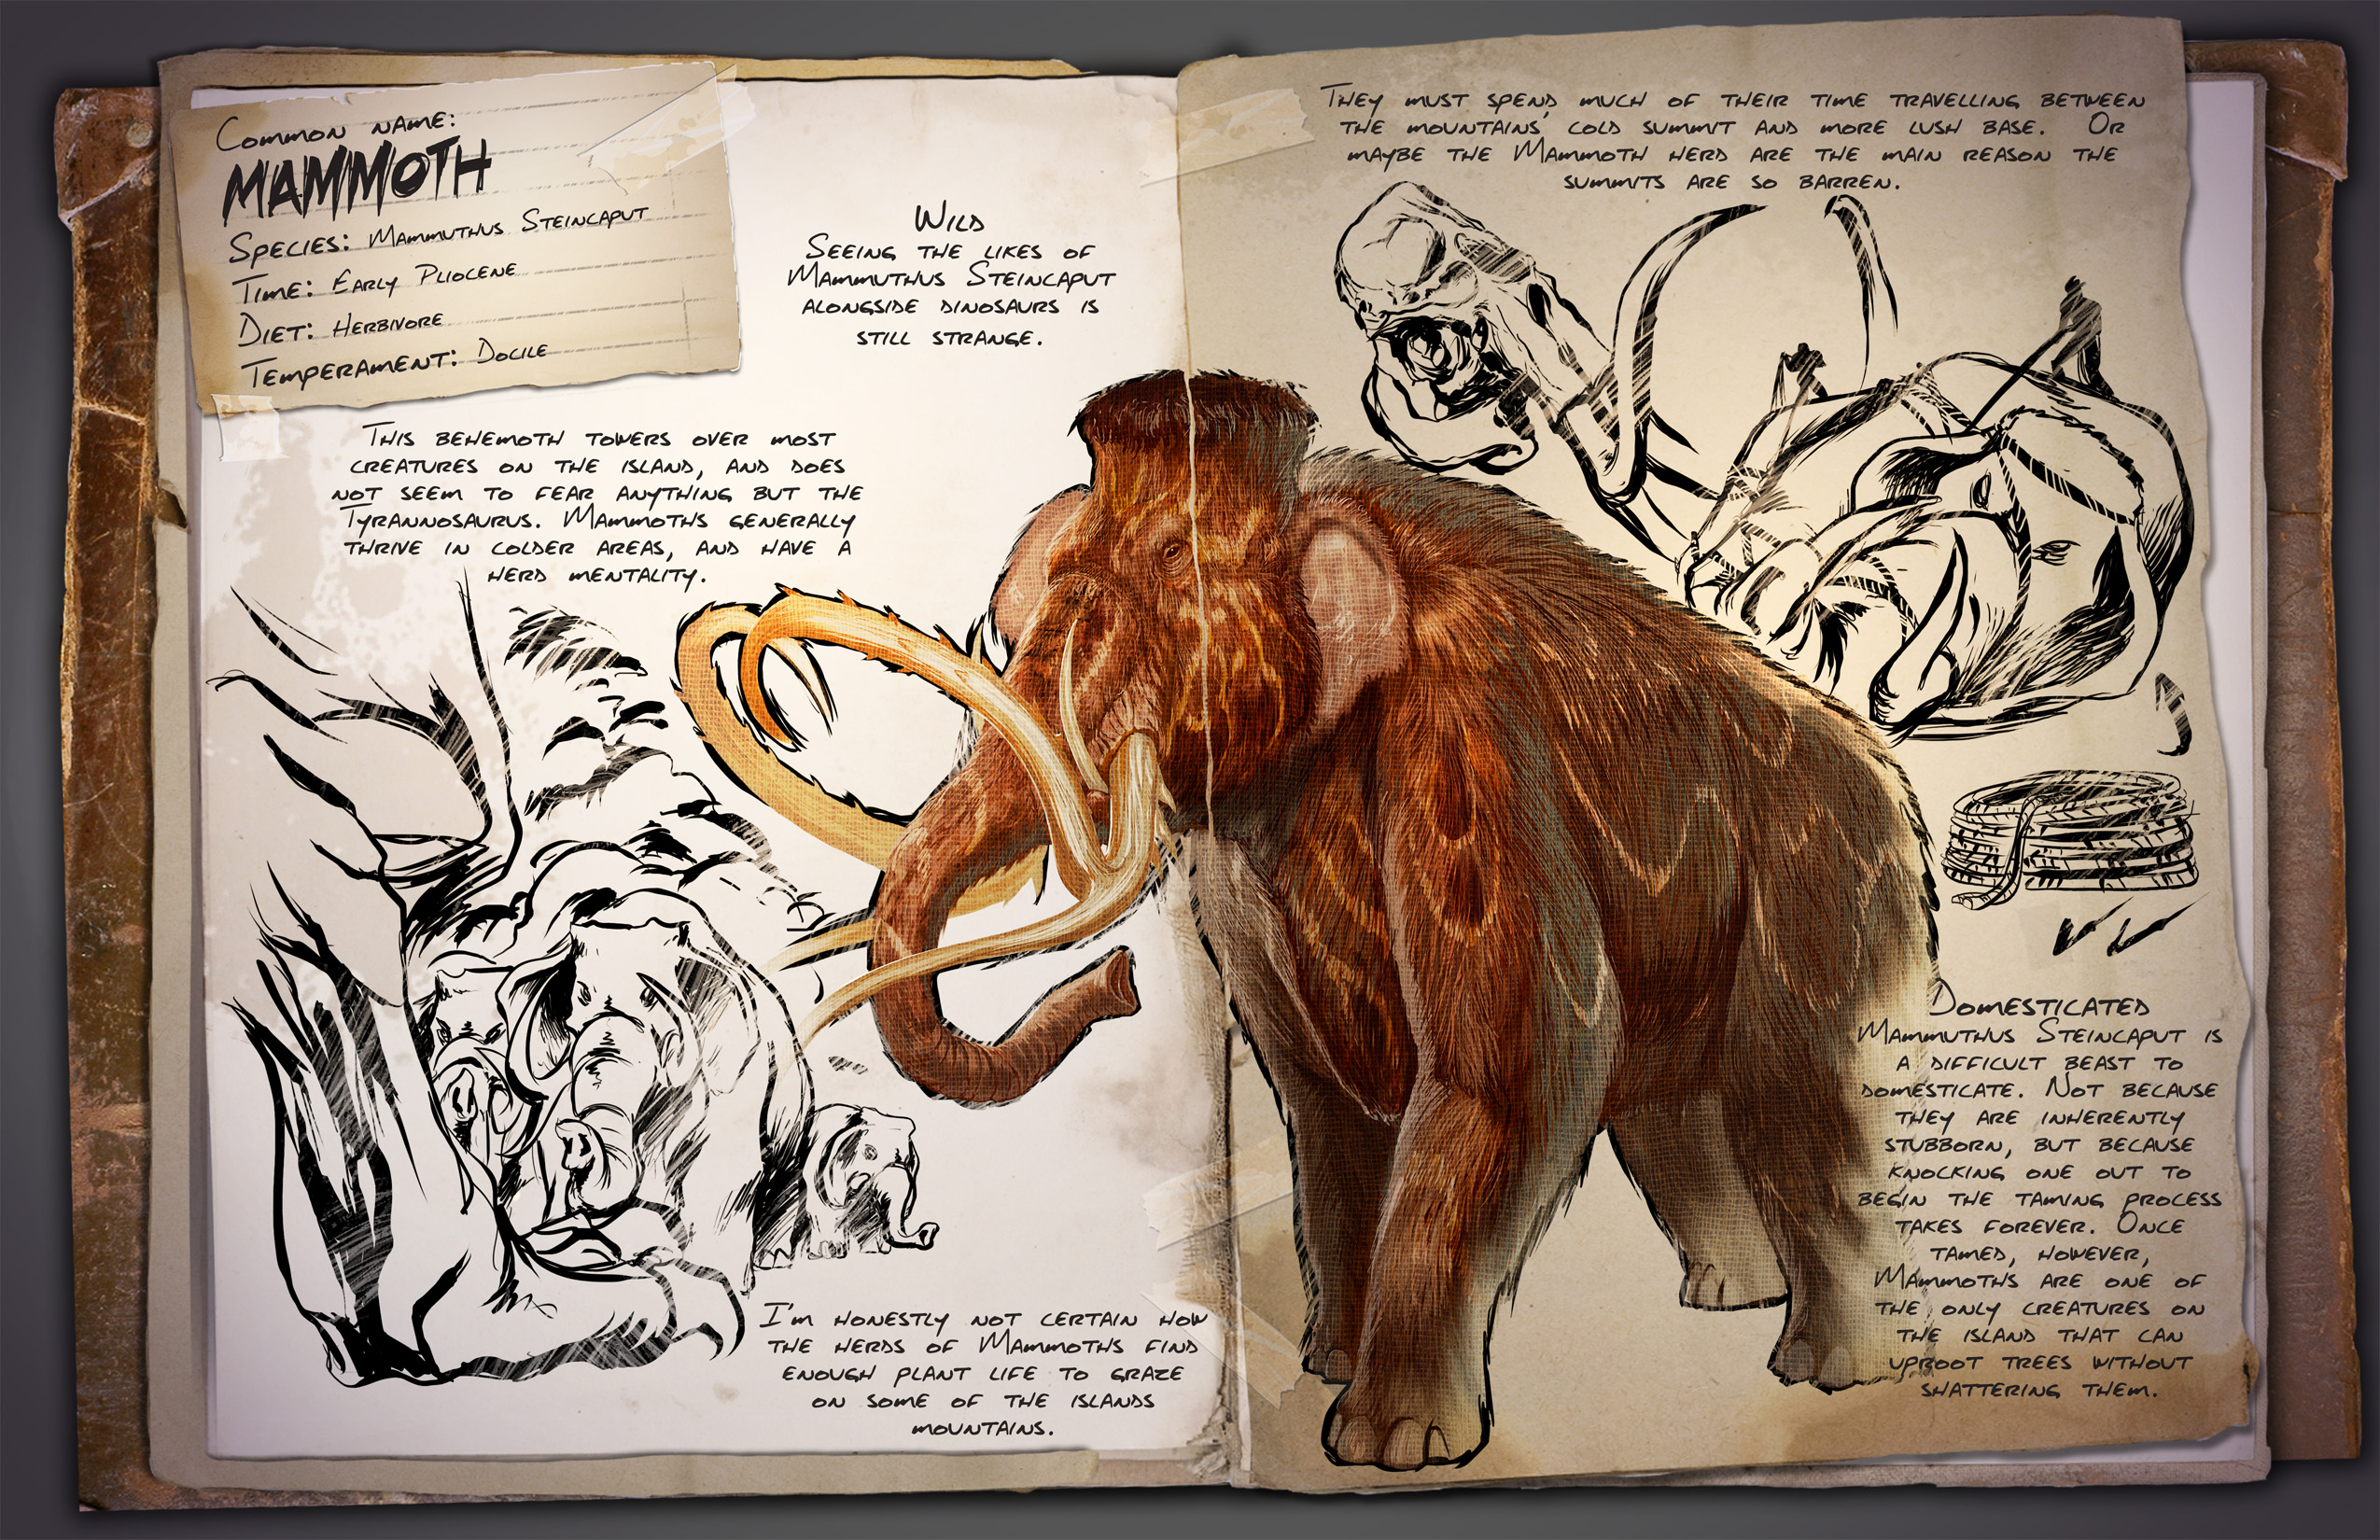 Common name:
Mammoth
Species: Mammuthus Steincaput
Time: Early Pliocene
Diet: Herbivore
Temperament: Docile
Wild
Seeing the likes of
Mammuthus Steincaput
alongside dinosaurs is
still strange.
This behemoth towers over most
creatures on the island, and does
not seem to fear anything but the
Tyrannosaurus. Mammoths generally
thrive in colder areas, and have a
herd mentality.
I'm honestly not certain how
the herds of Mammoths find
enough plant life to graze
on some of the islands
mountains.
They must spend much of their time travelling between
the mountains' cold summit and more lush base. Or
maybe the Mammoth herd are the main reason the
summits are so barren.
Domesticated
Mammuthus Steincaput is
a difficult beast to
domesticate. Not because
they are inherently
stubborn, but because
knocking one out to
begin the taming process
takes forever. Once
tamed, however,
Mammoths are one of
the only creatures on
the island that can
uproot trees without
shattering them.